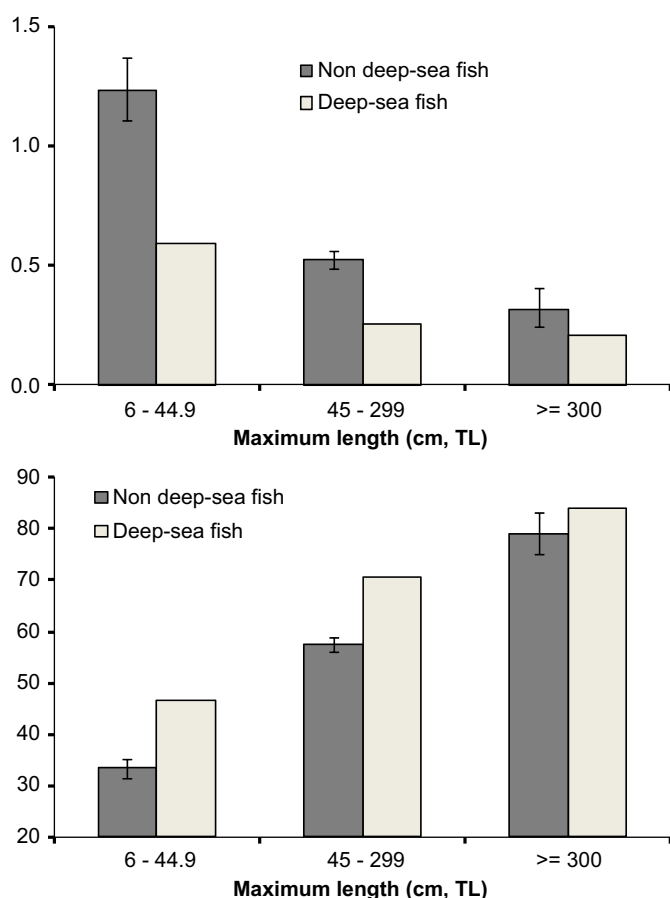 1.5
Non deep-sea fish
Deep-sea fish
1.0
0.5
0.0
6 - 44.9 45 - 299 >= 300
Maximum length (cm, TL)
90
Non deep-sea fish
80
Deep-sea fish
70
60
50
40
30
20
6 - 44.9 45 - 299 >= 300
Maximum length (cm, TL)